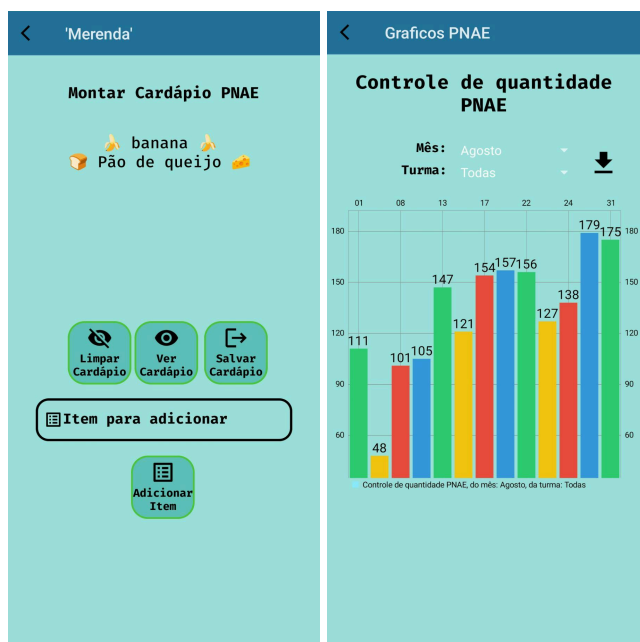 'Merenda'
Montar Cardápio PNAE
🍌 banana 🍌
🍞 Pão de queijo 🧀
Limpar
Cardápio
Ver
Cardápio
Salvar
Cardápio
Item para adicionar
Adicionar
Item
Graficos PNAE
Controle de quantidade
PNAE
Mês: Agosto
Turma: Todas
01 08 13 17 22 24 31
180 179 175 180
154 157 156
150 147 150
138
127
120 121 120
111
101 105
90 90
60 48 60
Controle de quantidade PNAE, do mês: Agosto, da turma: Todas